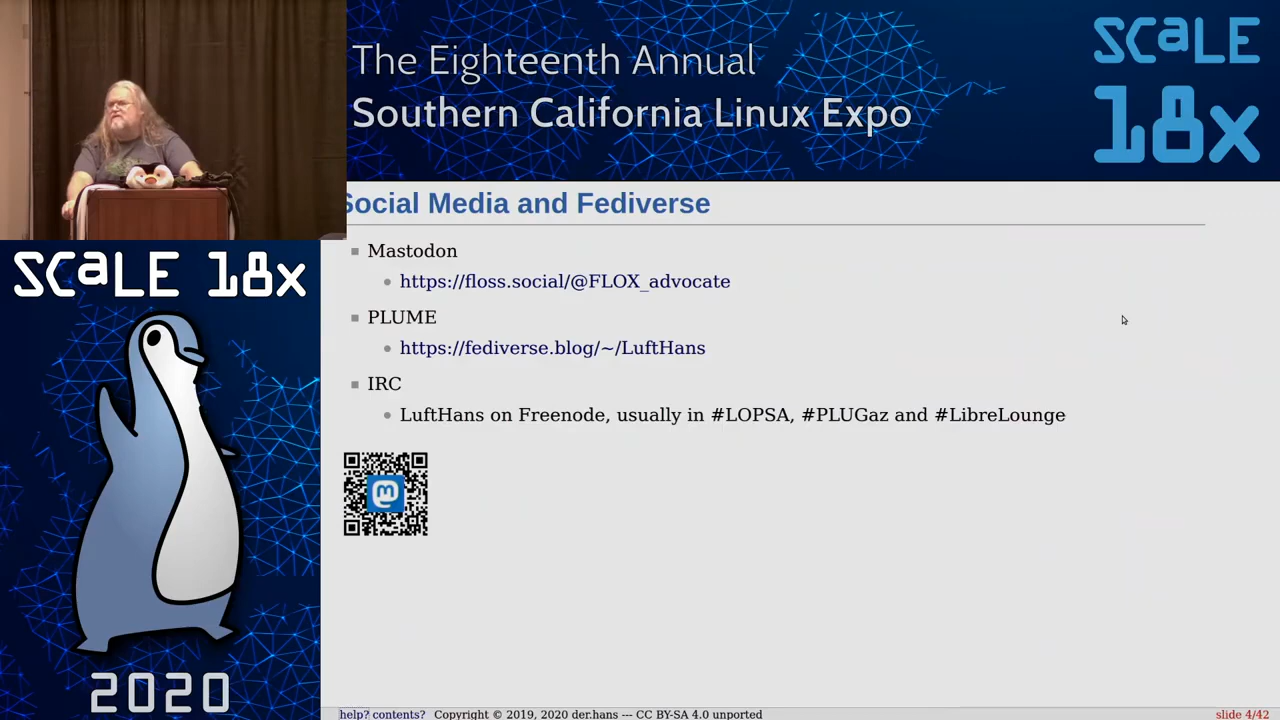 The Eighteenth Annual
Southern California Linux Expo
SCaLE
18x
SCaLE 18x
2020
Social Media and Fediverse
Mastodon
https://floss.social/@FLOX_advocate
PLUME
https://fediverse.blog/~/LuftHans
IRC
LuftHans on Freenode, usually in #LOPSA, #PLUGaz and #LibreLounge
help? contents? Copyright © 2019, 2020 der.hans --- CC BY-SA 4.0 unported
slide 4/42